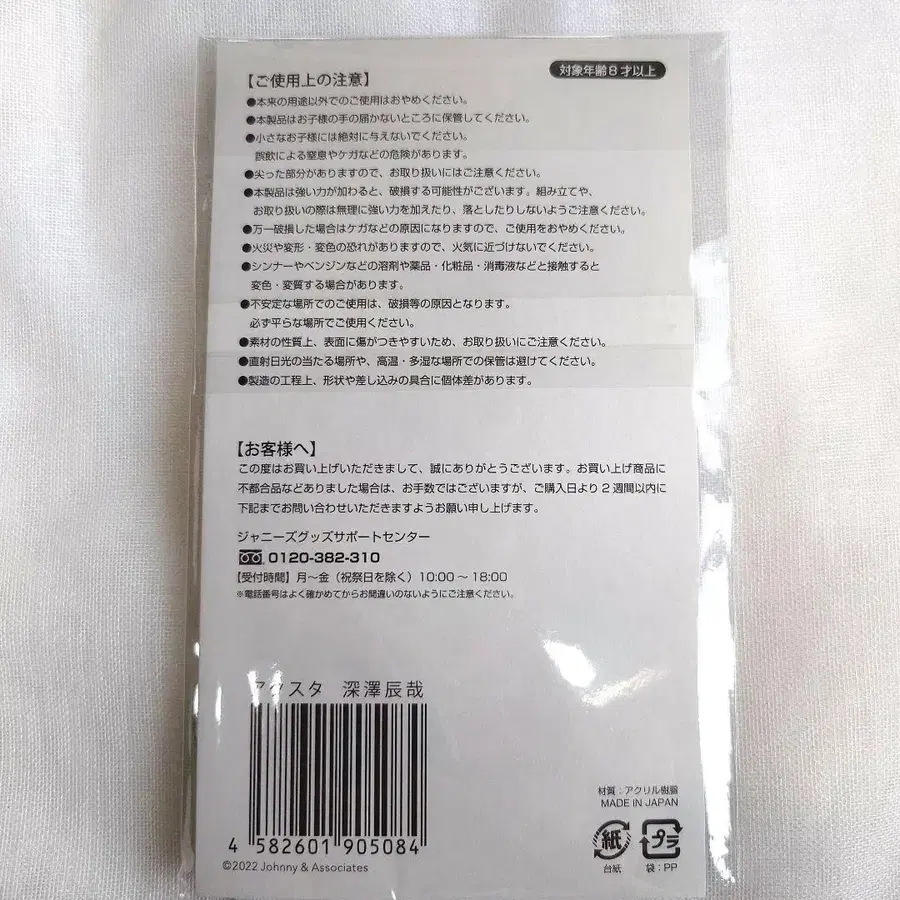 対象年齢8才以上
【ご使用上の注意】
●本来の用途以外でのご使用はおやめください。
●本製品はお子様の手の届かないところに保管してください。
●小さなお子様には絶対に与えないでください。
誤飲による窒息やケガなどの危険があります。
●尖った部分がありますので、お取り扱いにはご注意ください。
●本製品は強い力が加わると、破損する可能性がございます。組み立てや、
お取り扱いの際は無理に強い力を加えたり、落としたりしないようご注意ください。
●万一破損した場合はケガなどの原因になりますので、ご使用をおやめください。
●火災や変形・変色の恐れがありますので、火気に近づけないでください。
●シンナーやベンジンなどの溶剤や薬品・化粧品・消毒液などと接触すると
変色・変質する場合があります。
●不安定な場所でのご使用は、破損等の原因となります。
必ず平らな場所でご使用ください。
●素材の性質上、表面に傷がつきやすいため、お取り扱いにご注意ください。
●直射日光の当たる場所や、高温・多湿な場所での保管は避けてください。
●製造の工程上、形状や差し込みの具合に個体差があります。
【お客様へ】
この度はお買い上げいただきまして、誠にありがとうございます。お買い上げ商品に
不都合品などありました場合は、お手数ではございますが、ご購入日より2週間以内に
下記までお問い合わせいただきますようお願い申し上げます。
ジャニーズグッズサポートセンター
0120-382-310
【受付時間】月〜金(祝祭日を除く)10:00〜18:00
※電話番号はよく確かめてからお間違いのないようにご注意ください。
アクスタ 深澤辰哉
4 582601 905084
©2022 Johnny & Associates
材質:アクリル樹脂
MADE IN JAPAN
紙 プラ
台紙 袋:PP